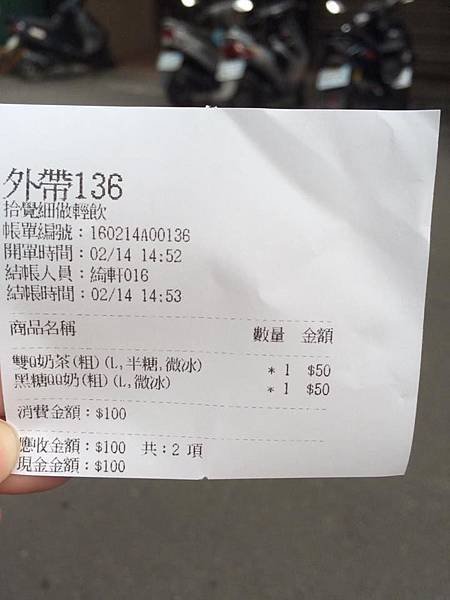 外帶136
拾覺細做輕飲
帳單編號：160214A00136
開單時間：02/14 14:52
結帳人員：綺軒016
結帳時間：02/14 14:53
商品名稱 數量 金額
雙Q奶茶(粗)(L,半糖,微冰) * 1 $50
黑糖QQ奶(粗)(L,微冰) * 1 $50
消費金額：$100
應收金額：$100 共：2 項
現金金額：$100